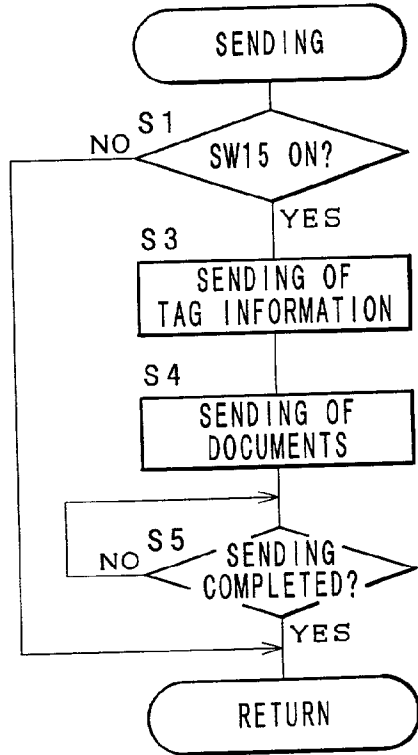 SENDING
S1
NO
SW15 ON?
YES
S3
SENDING OF
TAG INFORMATION
S4
SENDING OF
DOCUMENTS
S5
NO
SENDING
COMPLETED?
YES
RETURN